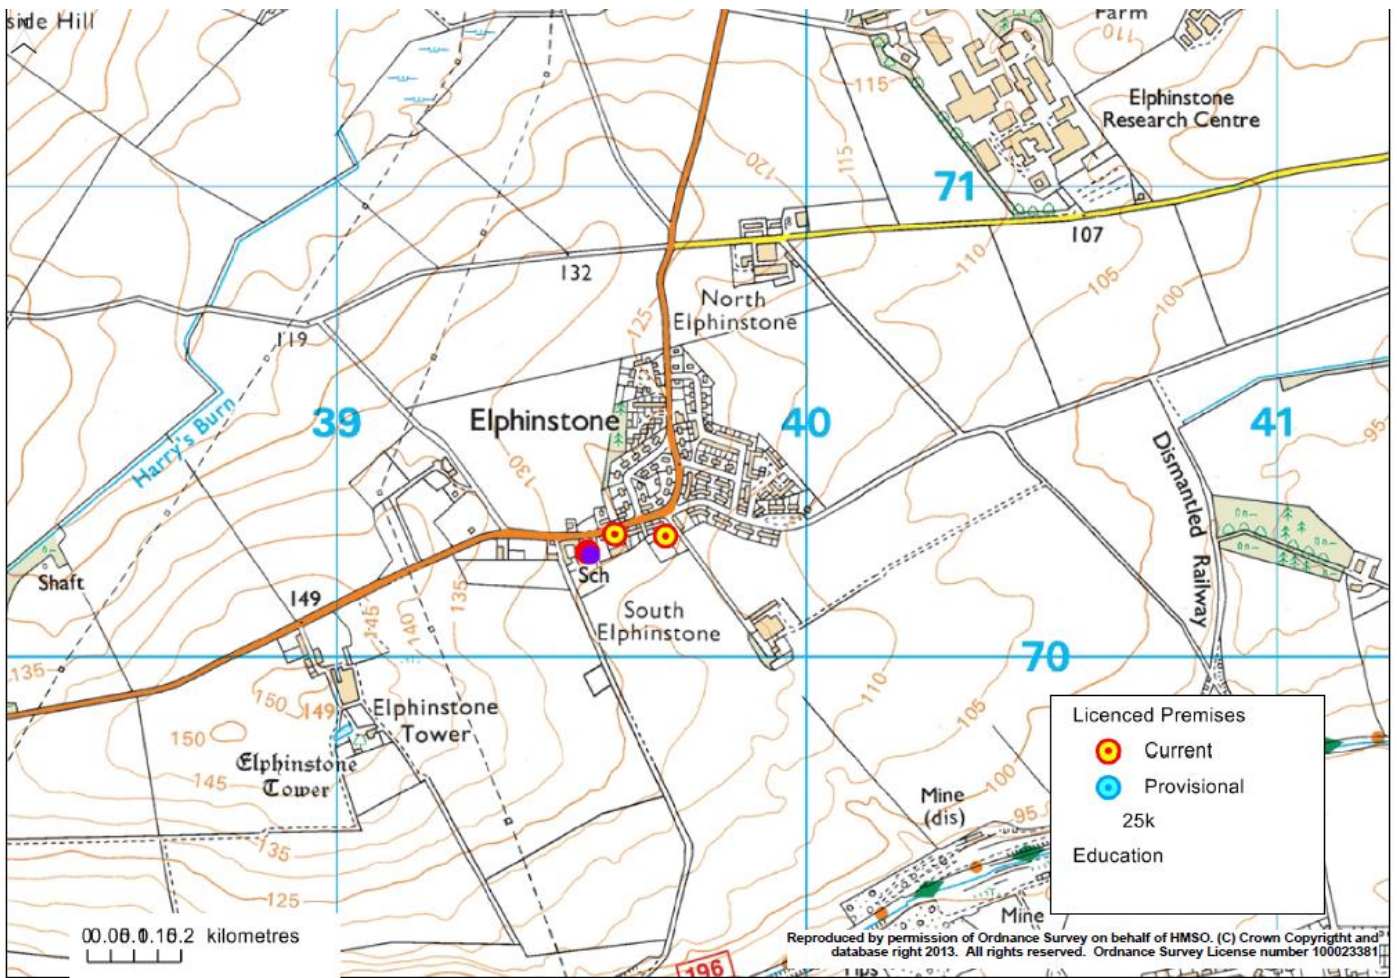 side Hill
N
Farm
110
115
Elphinstone
Research Centre
120
115
71
107
132
110
105
100
North
Elphinstone
125
119
Harry's Burn
39
Elphinstone
40
41
95
130
Dismantled Railway
Shaft
Sch
149
135
145
140
South
Elphinstone
70
135
150
149
Elphinstone
Tower
110
105
150
Elphinstone
Tower
145
100
Mine
(dis)
95
135
125
Mine
Licenced Premises
Current
Provisional
25k
Education
kilometres
196
Reproduced by permission of Ordnance Survey on behalf of HMSO. (C) Crown Copyrigtht and
database right 2013. All rights reserved. Ordnance Survey License number 100023381